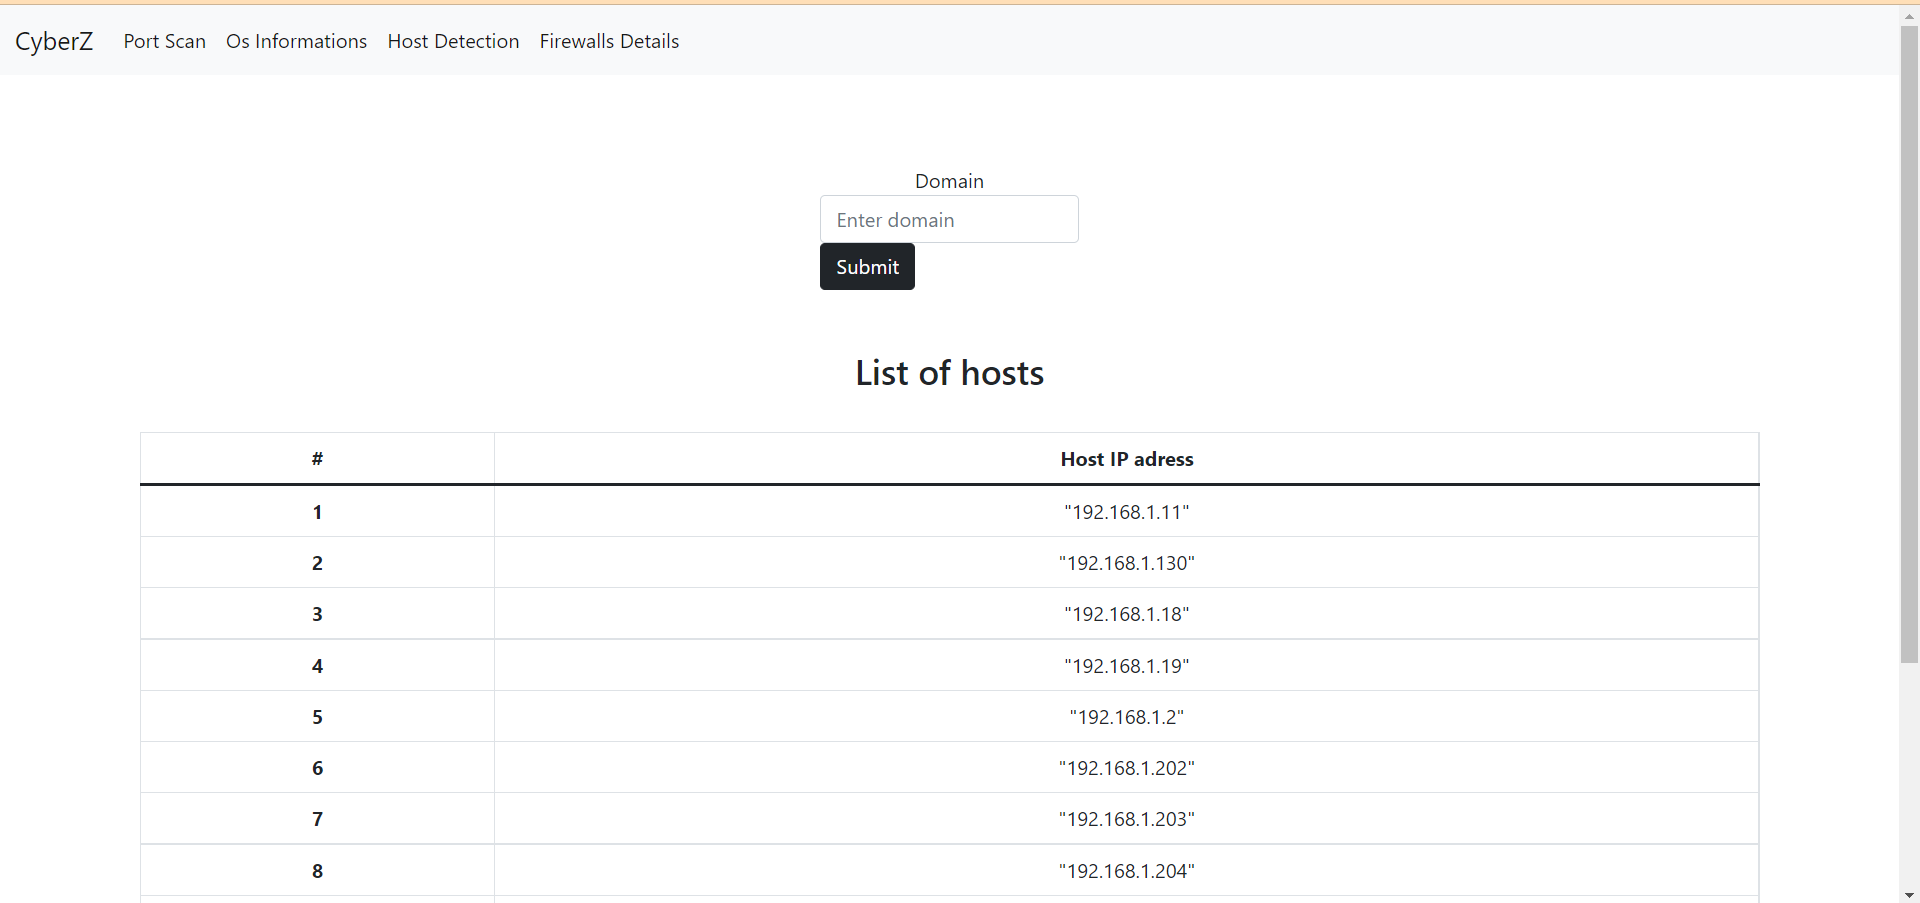 CyberZ Port Scan Os Informations Host Detection Firewalls Details
Domain
Enter domain
Submit
List of hosts
# Host IP adress
1 "192.168.1.11"
2 "192.168.1.130"
3 "192.168.1.18"
4 "192.168.1.19"
5 "192.168.1.2"
6 "192.168.1.202"
7 "192.168.1.203"
8 "192.168.1.204"